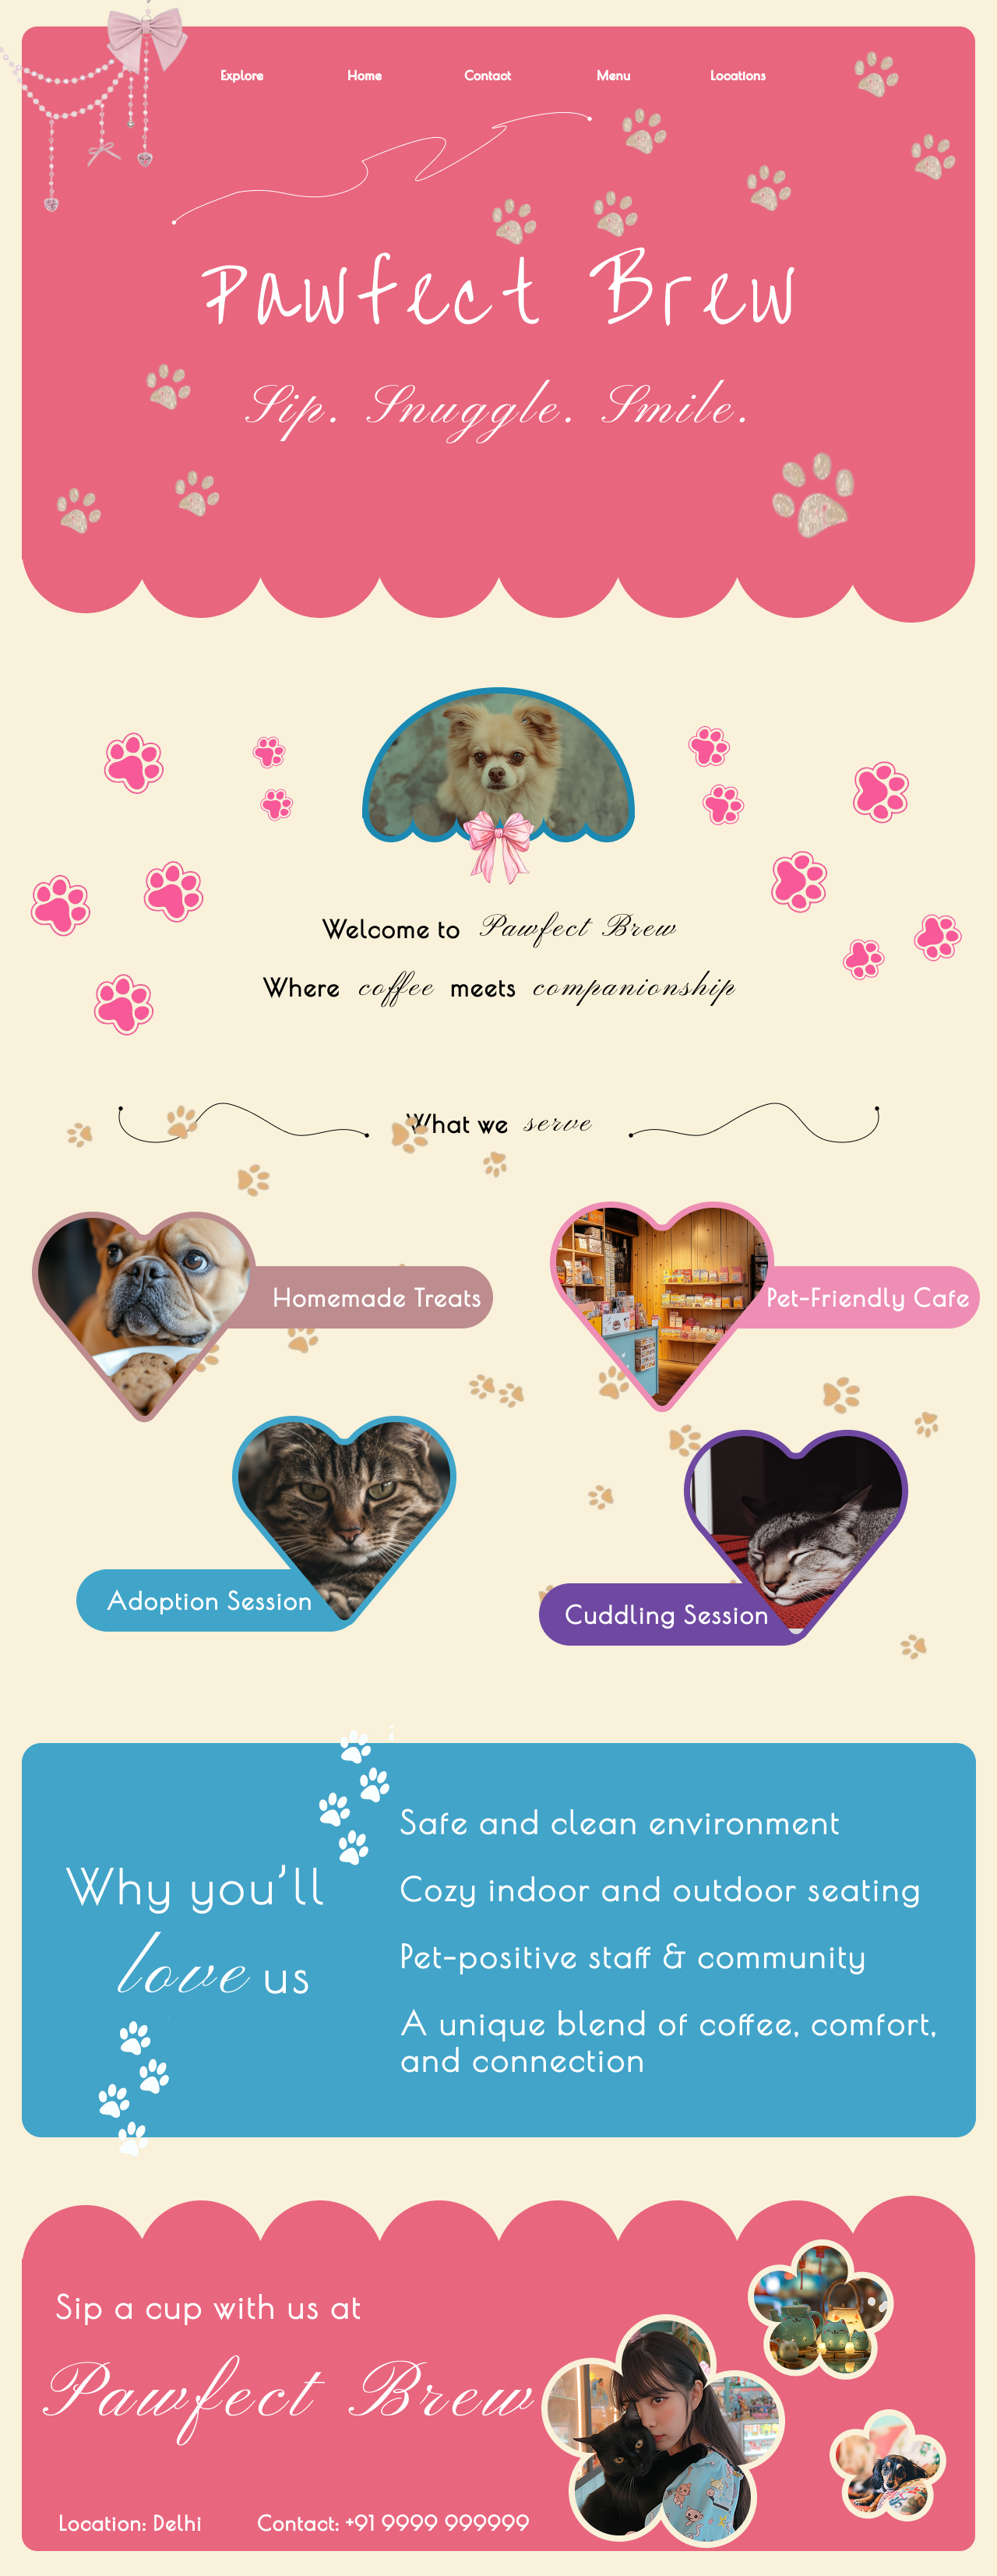 Explore Home Contact Menu Locations
Pawfect Brew
Sip. Snuggle. Smile.
Welcome to Pawfect Brew
Where coffee meets companionship
What we serve
Homemade Treats
Pet-Friendly Cafe
Adoption Session
Cuddling Session
Why you'll
love us
Safe and clean environment
Cozy indoor and outdoor seating
Pet-positive staff & community
A unique blend of coffee, comfort,
and connection
Sip a cup with us at
Pawfect Brew
Location: Delhi Contact: +91 9999 999999